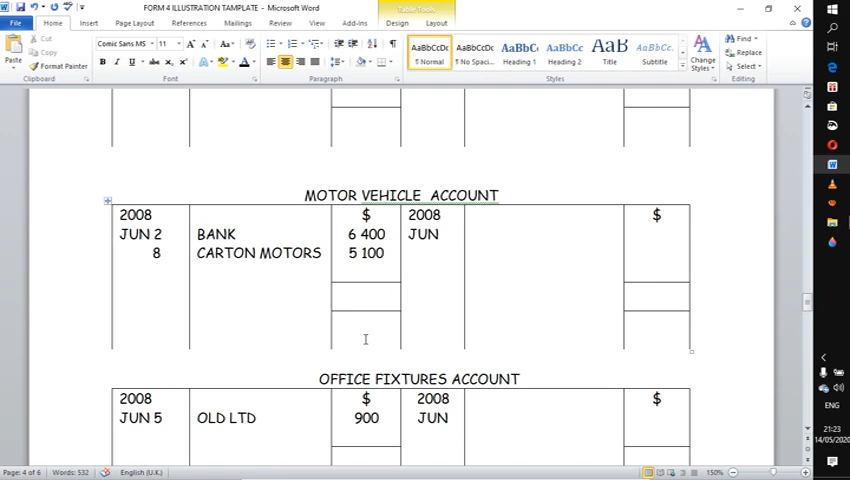 FORM 4 ILLUSTRATION TAMPLATE - Microsoft Word
Table Tools
File Home Insert Page Layout References Mailings Review View Add-Ins Design Layout
Paste
Cut
Copy
Format Painter
Clipboard
Comic Sans MS 11
Font
Paragraph
AaBbCcDc AaBbCcDc AaBbC AaBbCc AaB AaBbCc.
¶ Normal ¶ No Spaci... Heading 1 Heading 2 Title Subtitle
Styles
Change
Styles
Find
Replace
Select
Editing
MOTOR VEHICLE ACCOUNT
2008 $ 2008 $
JUN 2 BANK 6 400 JUN
8 CARTON MOTORS 5 100
OFFICE FIXTURES ACCOUNT
2008 $ 2008 $
JUN 5 OLD LTD 900 JUN
Page: 4 of 6 Words: 532 English (U.K.) 150%
ENG
21:23
14/05/2020